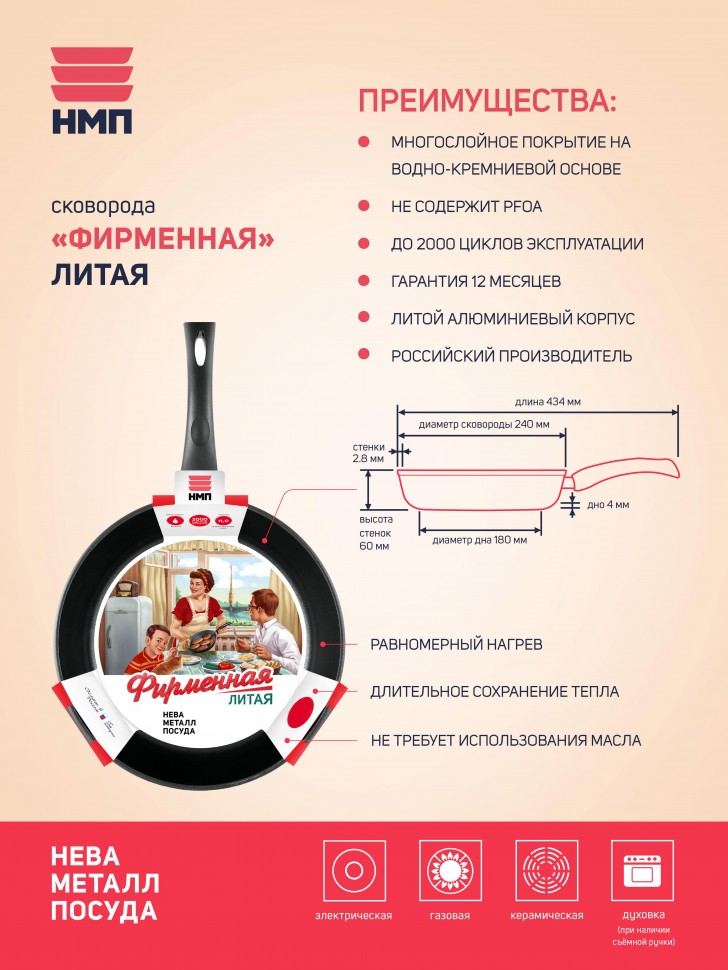 НМП
сковорода
«ФИРМЕННАЯ»
ЛИТАЯ
ПРЕИМУЩЕСТВА:
МНОГОСЛОЙНОЕ ПОКРЫТИЕ НА
ВОДНО-КРЕМНИЕВОЙ ОСНОВЕ
НЕ СОДЕРЖИТ PFOA
ДО 2000 ЦИКЛОВ ЭКСПЛУАТАЦИИ
ГАРАНТИЯ 12 МЕСЯЦЕВ
ЛИТОЙ АЛЮМИНИЕВЫЙ КОРПУС
РОССИЙСКИЙ ПРОИЗВОДИТЕЛЬ
длина 434 мм
диаметр сковороды 240 мм
стенки
2.8 мм
дно 4 мм
высота
стенок
60 мм
диаметр дна 180 мм
НМП
2000
H₂O
Фирменная
ЛИТАЯ
НЕВА
МЕТАЛЛ
ПОСУДА
РАВНОМЕРНЫЙ НАГРЕВ
ДЛИТЕЛЬНОЕ СОХРАНЕНИЕ ТЕПЛА
НЕ ТРЕБУЕТ ИСПОЛЬЗОВАНИЯ МАСЛА
НЕВА
МЕТАЛЛ
ПОСУДА
электрическая
газовая
керамическая
духовка
(при наличии
съёмной ручки)